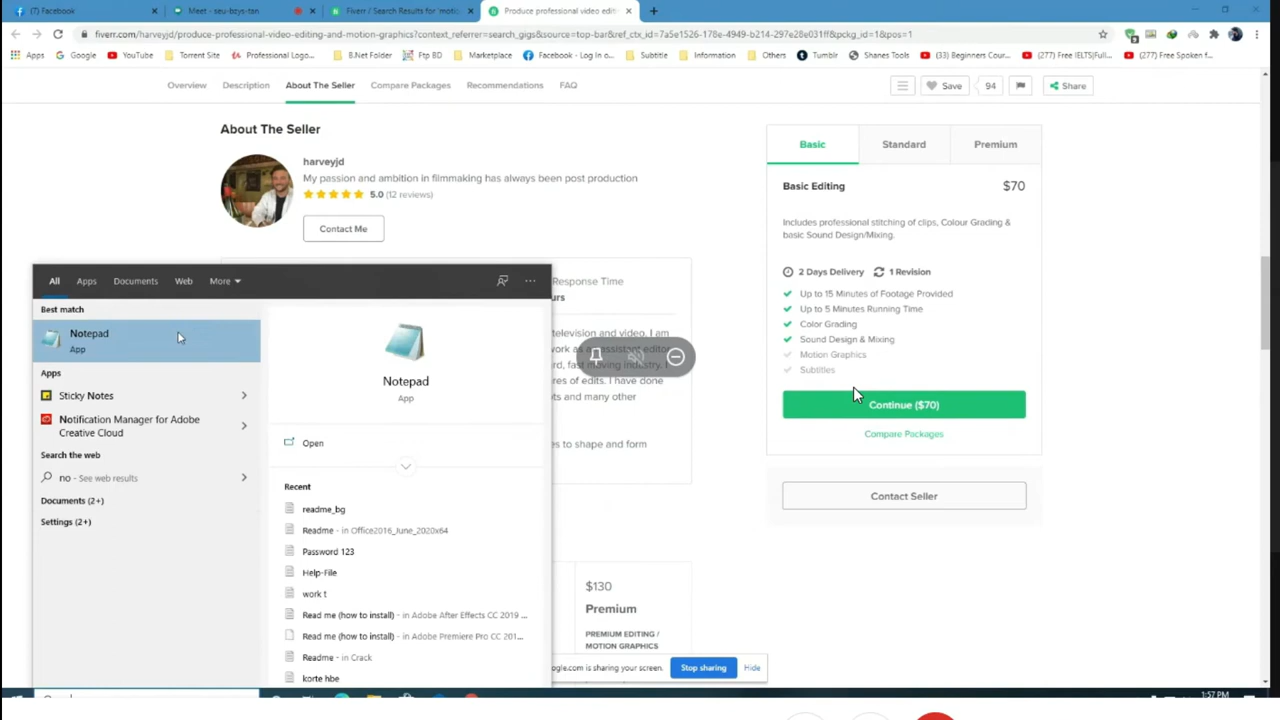 (T) Facebook
Meet - seu-bzys-tsn
Fiverr / Search Results for 'motio
Produce professional video edit
fiverr.com/harveyjd/produce-professional-video-editing-and-motion-graphics?context_referrer=search_gigs&source=top-bar&ref_ctx_id=7a5e1526-178e-4949-b214-297e28e031ff&pckg_id=1&pos=1
Apps
Google
YouTube
Torrent Site
Professional Logo...
B.Net Folder
Ftp BD
Marketplace
Facebook - Log In o...
Subtitle
Information
Others
Tumblr
Shares Tools
(33) Beginners Cour...
(277) Free IELTS|Full...
(277) Free Spoken f...
Overview
Description
About The Seller
Compare Packages
Recommendations
FAQ
Save
94
Share
About The Seller
harveyjd
My passion and ambition in filmmaking has always been post production
5.0 (12 reviews)
Contact Me
Basic
Standard
Premium
Basic Editing
$70
Includes professional stitching of clips, Colour Grading &
basic Sound Design/Mixing.
2 Days Delivery
1 Revision
Up to 15 Minutes of Footage Provided
Up to 5 Minutes Running Time
Color Grading
Sound Design & Mixing
Motion Graphics
Subtitles
Continue ($70)
Compare Packages
Contact Seller
Response Time
urs
television and video. I am
work as a assistant editor
rd, fast moving industry. I
res of edits. I have done
ots and many other
es to shape and form
$130
Premium
PREMIUM EDITING /
MOTION GRAPHICS
All
Apps
Documents
Web
More
Best match
Notepad
App
Apps
Sticky Notes
Notification Manager for Adobe
Creative Cloud
Search the web
no - See web results
Documents (2+)
Settings (2+)
Notepad
App
Open
Recent
readme_bg
Readme - in Office2016_June_2020x64
Password 123
Help-File
work t
Read me (how to install) - in Adobe After Effects CC 2019 ...
Read me (how to install) - in Adobe Premiere Pro CC 201...
Readme - in Crack
korte hbe
ogle.com is sharing your screen.
Stop sharing
Hide
1:57 PM